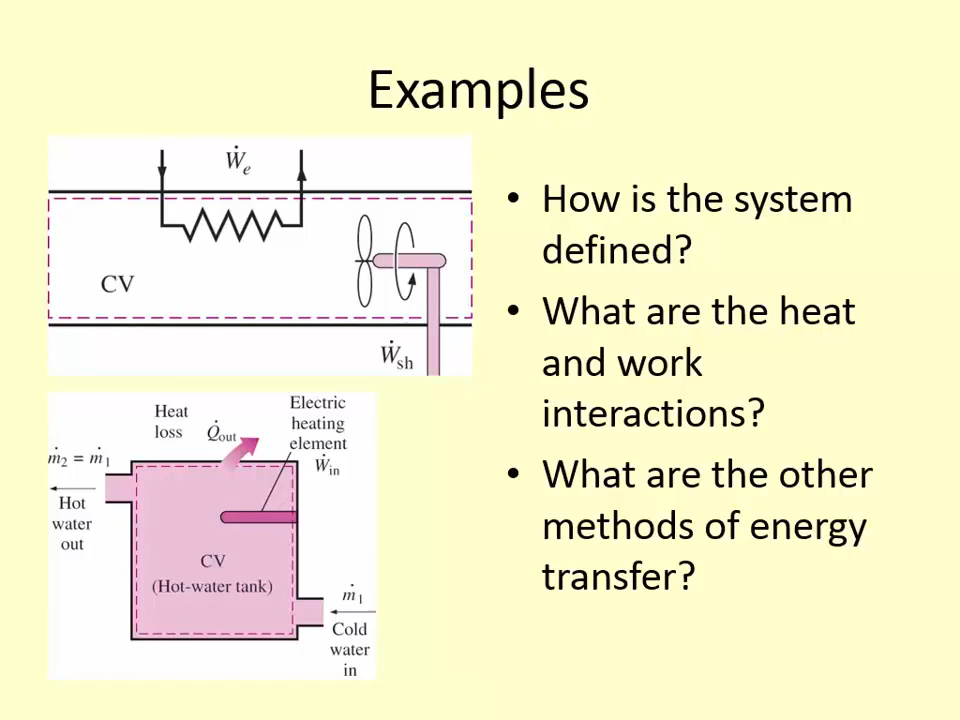 Examples
Ẇe
CV
Ẇsh
• How is the system
defined?
• What are the heat
and work
interactions?
• What are the other
methods of energy
transfer?
Heat
loss
Q̇out
Electric
heating
element
Ẇin
ṁ2 = ṁ1
Hot
water
out
CV
(Hot-water tank)
ṁ1
Cold
water
in